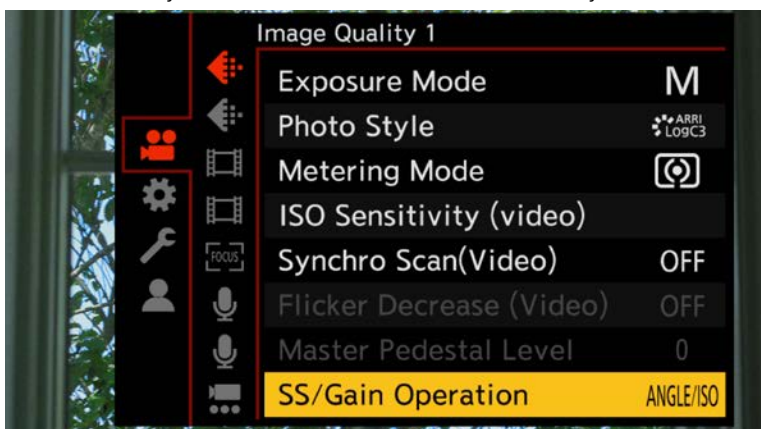 Image Quality 1
Exposure Mode M
Photo Style ARRI LogC3
Metering Mode
ISO Sensitivity (video)
FOCUS
Synchro Scan(Video) OFF
Flicker Decrease (Video) OFF
Master Pedestal Level 0
SS/Gain Operation ANGLE/ISO